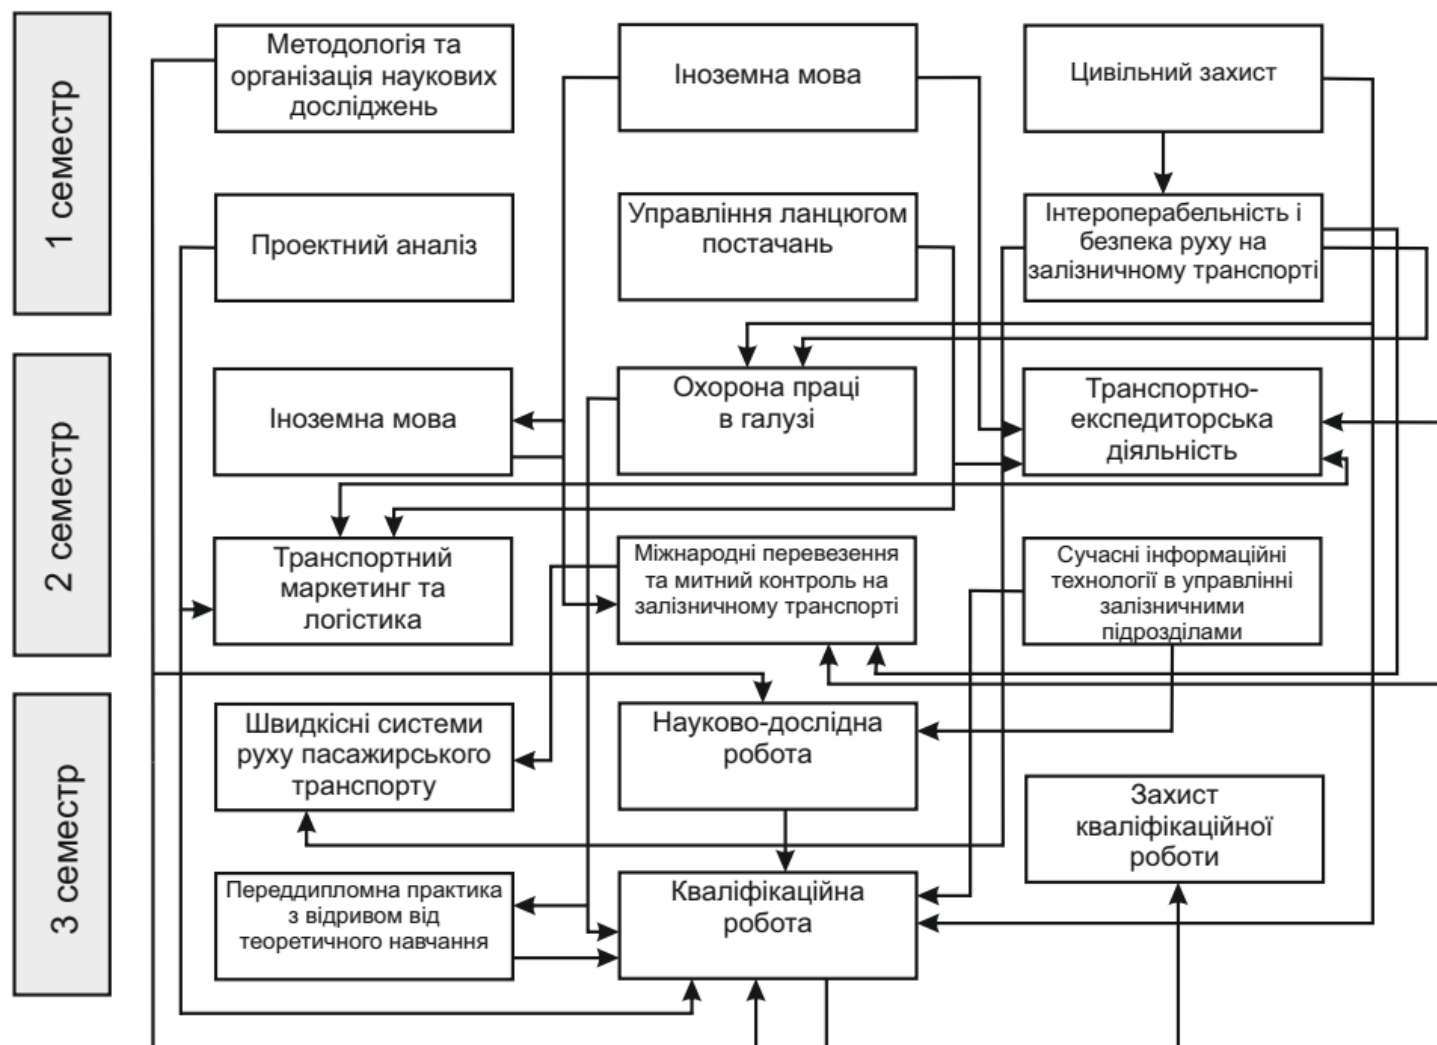 1 семестр
Методологія та
організація наукових
досліджень
Іноземна мова
Цивільний захист
Проектний аналіз
Управління ланцюгом
постачань
Інтероперабельність і
безпека руху на
залізничному транспорті
2 семестр
Іноземна мова
Охорона праці
в галузі
Транспортно-
експедиторська
діяльність
Транспортний
маркетинг та
логістика
Міжнародні перевезення
та митний контроль на
залізничному транспорті
Сучасні інформаційні
технології в управлінні
залізничними
підрозділами
3 семестр
Швидкісні системи
руху пасажирського
транспорту
Науково-дослідна
робота
Захист
кваліфікаційної
роботи
Переддипломна практика
з відривом від
теоретичного навчання
Кваліфікаційна
робота